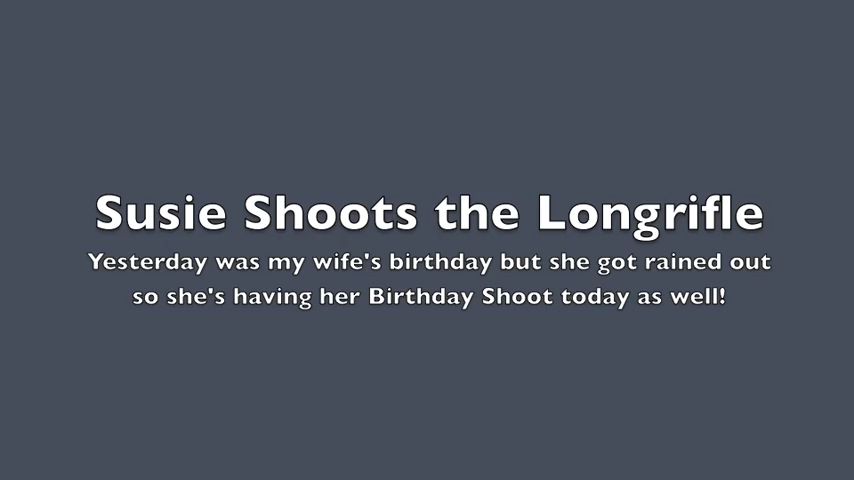 Susie Shoots the Longrifle
Yesterday was my wife's birthday but she got rained out
so she's having her Birthday Shoot today as well!